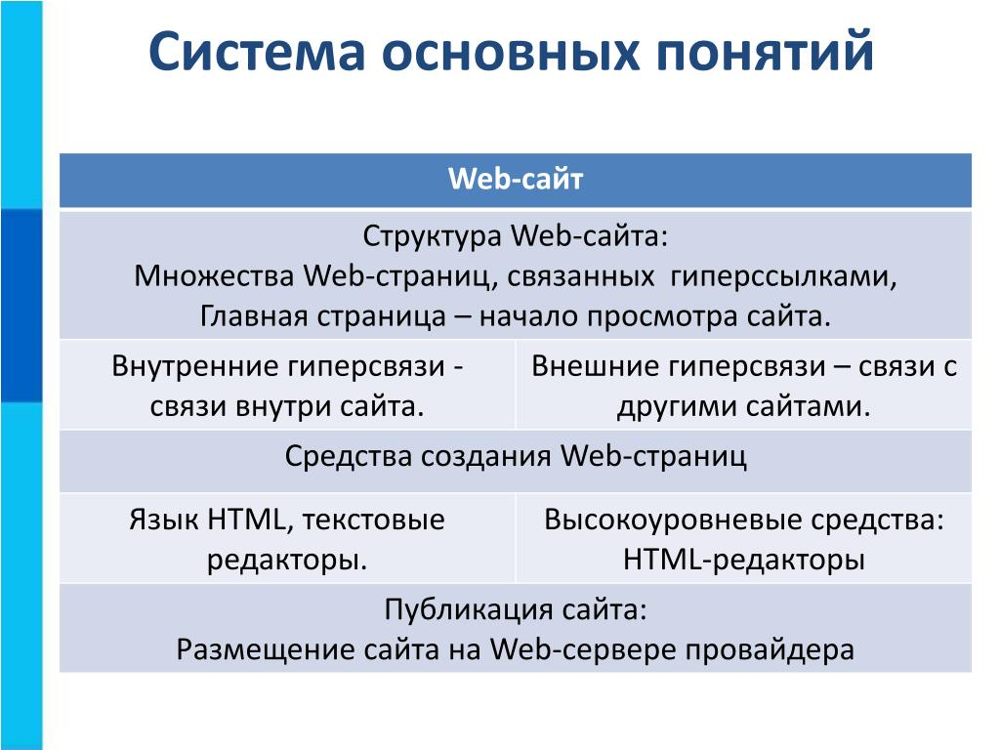 Система основных понятий
Web-сайт
Структура Web-сайта:
Множества Web-страниц, связанных гиперссылками,
Главная страница – начало просмотра сайта.
Внутренние гиперсвязи -
связи внутри сайта.
Внешние гиперсвязи – связи с
другими сайтами.
Средства создания Web-страниц
Язык HTML, текстовые
редакторы.
Высокоуровневые средства:
HTML-редакторы
Публикация сайта:
Размещение сайта на Web-сервере провайдера